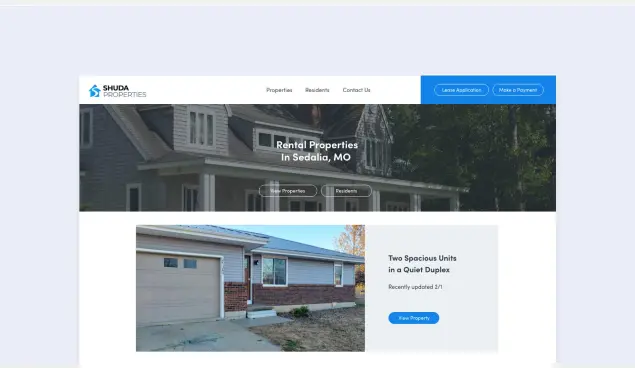 SHUDA
PROPERTIES
Properties
Residents
Contact Us
Lease Application
Make a Payment
Rental Properties
In Sedalia, MO
View Properties
Residents
Two Spacious Units
in a Quiet Duplex
Recently updated 2/1
View Property